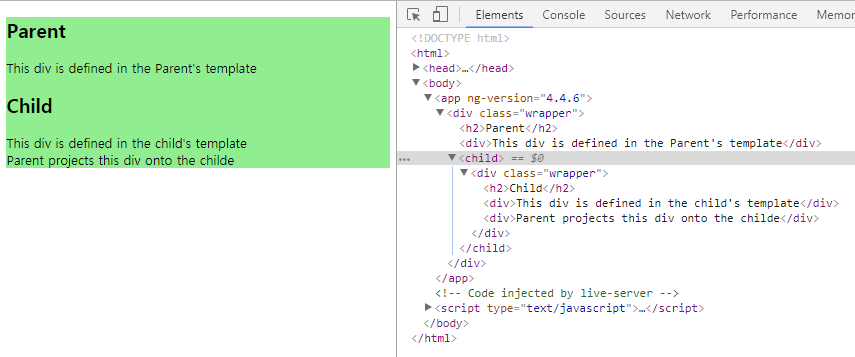 Parent
This div is defined in the Parent's template
Child
This div is defined in the child's template
Parent projects this div onto the childe
Elements Console Sources Network Performance Memor
<!DOCTYPE html>
<html>
<head>…</head>
<body>
<app ng-version="4.4.6">
<div class="wrapper">
<h2>Parent</h2>
<div>This div is defined in the Parent's template</div>
… <child> == $0
<div class="wrapper">
<h2>Child</h2>
<div>This div is defined in the child's template</div>
<div>Parent projects this div onto the childe</div>
</div>
</child>
</div>
</app>
<!-- Code injected by live-server -->
<script type="text/javascript">…</script>
</body>
</html>